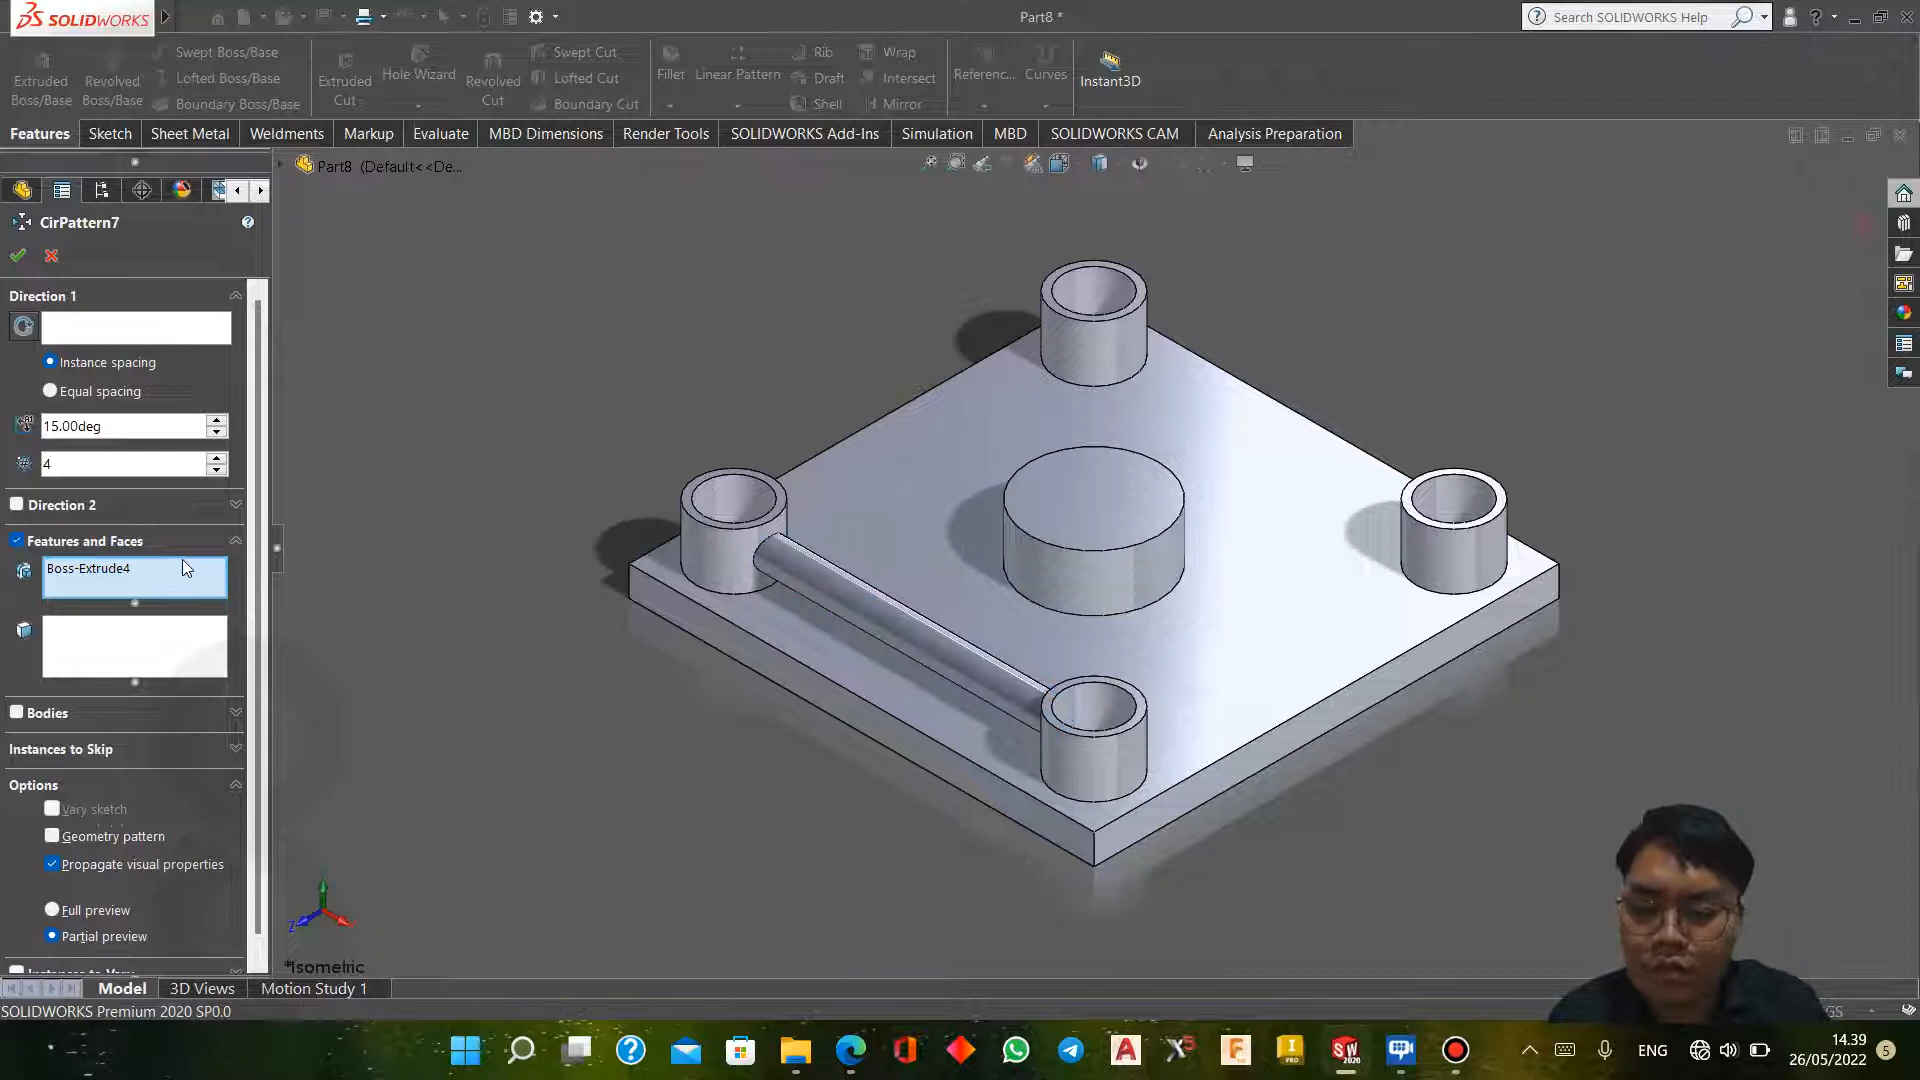 SOLIDWORKS
Part8 *
Search SOLIDWORKS Help
Extruded Boss/Base
Revolved Boss/Base
Swept Boss/Base
Lofted Boss/Base
Boundary Boss/Base
Extruded Cut
Hole Wizard
Revolved Cut
Swept Cut
Lofted Cut
Boundary Cut
Fillet
Linear Pattern
Rib
Draft
Shell
Wrap
Intersect
Mirror
Referenc...
Curves
Instant3D
Features
Sketch
Sheet Metal
Weldments
Markup
Evaluate
MBD Dimensions
Render Tools
SOLIDWORKS Add-Ins
Simulation
MBD
SOLIDWORKS CAM
Analysis Preparation
Part8 (Default<<De...
CirPattern7
Direction 1
Instance spacing
Equal spacing
15.00deg
4
Direction 2
Features and Faces
Boss-Extrude4
Bodies
Instances to Skip
Options
Vary sketch
Geometry pattern
Propagate visual properties
Full preview
Partial preview
Z
*Isometric
Model
3D Views
Motion Study 1
SOLIDWORKS Premium 2020 SP0.0
GS
ENG
14.39
26/05/2022
5